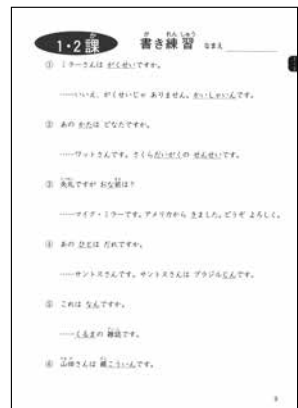 1・2課 書き練習 なまえ
① ミラーさんは がくせいですか。
……いいえ、がくせいじゃ ありません。かいしゃいんです。
② あの かたは どなたですか。
……ワットさんです。さくらだいがくの せんせいです。
③ 失礼ですが お名前は？
……マイク・ミラーです。アメリカから きました。どうぞ よろしく。
④ あの ひとは だれですか。
……サントスさんです。サントスさんは ブラジルじんです。
⑤ これは なんですか。
……くるまの 雑誌です。
⑥ 山田さんは 銀こういんです。
9